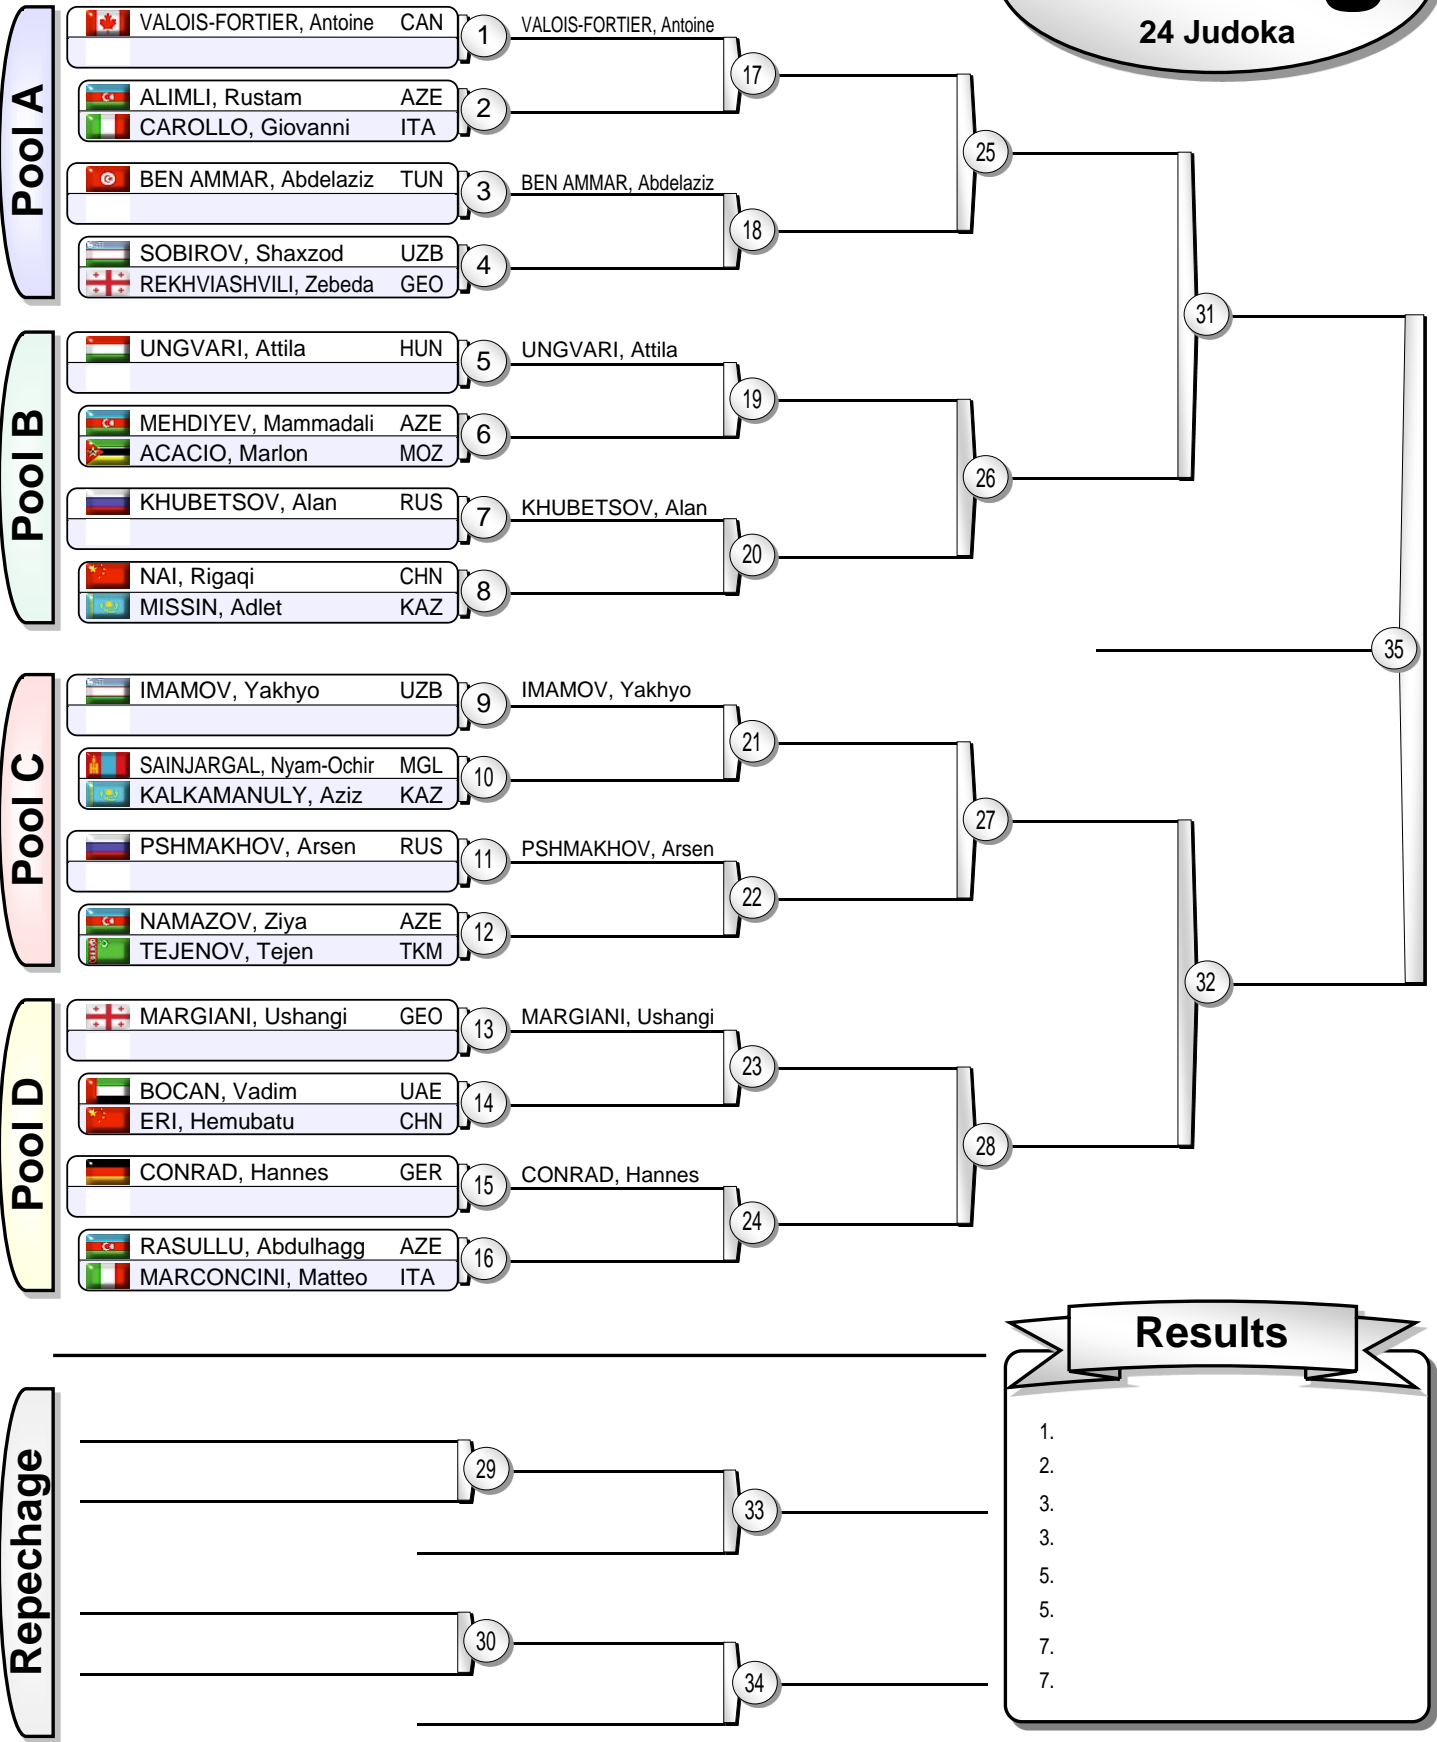 24 Judoka
Pool A
VALOIS-FORTIER, Antoine CAN 1 VALOIS-FORTIER, Antoine
17
ALIMLI, Rustam AZE
2
CAROLLO, Giovanni ITA
25
BEN AMMAR, Abdelaziz TUN 3 BEN AMMAR, Abdelaziz
18
SOBIROV, Shaxzod UZB
4
REKHVIASHVILI, Zebeda GEO
31
Pool B
UNGVARI, Attila HUN 5 UNGVARI, Attila
19
MEHDIYEV, Mammadali AZE
6
ACACIO, Marlon MOZ
26
KHUBETSOV, Alan RUS 7 KHUBETSOV, Alan
20
NAI, Rigaqi CHN
8
MISSIN, Adlet KAZ
35
Pool C
IMAMOV, Yakhyo UZB 9 IMAMOV, Yakhyo
21
SAINJARGAL, Nyam-Ochir MGL
10
KALKAMANULY, Aziz KAZ
27
PSHMAKHOV, Arsen RUS 11 PSHMAKHOV, Arsen
22
NAMAZOV, Ziya AZE
12
TEJENOV, Tejen TKM
32
Pool D
MARGIANI, Ushangi GEO 13 MARGIANI, Ushangi
23
BOCAN, Vadim UAE
14
ERI, Hemubatu CHN
28
CONRAD, Hannes GER 15 CONRAD, Hannes
24
RASULLU, Abdulhagg AZE
16
MARCONCINI, Matteo ITA
Results
Repechage
29
33
30
34
1.
2.
3.
3.
5.
5.
7.
7.